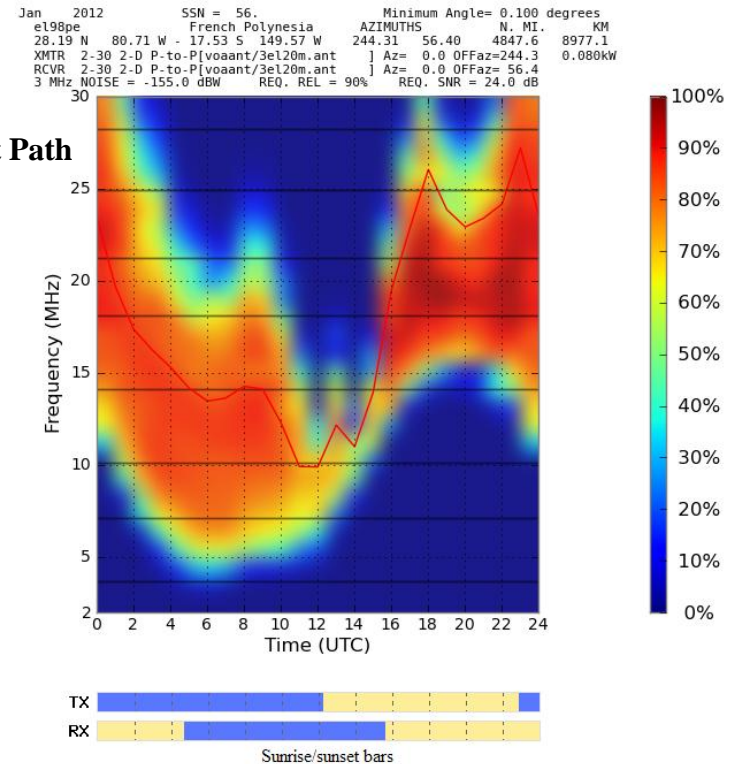 Jan 2012 SSN = 56. Minimum Angle= 0.100 degrees
el98pe French Polynesia AZIMUTHS N. MI. KM
28.19 N 80.71 W - 17.53 S 149.57 W 244.31 56.40 4847.6 8977.1
XMTR 2-30 2-D P-to-P[voaant/3el20m.ant ] Az= 0.0 OFFaz=244.3 0.080kW
RCVR 2-30 2-D P-to-P[voaant/3el20m.ant ] Az= 0.0 OFFaz= 56.4
3 MHz NOISE = -155.0 dBW REQ. REL = 90% REQ. SNR = 24.0 dB
Path
30
25
20
15
10
5
2
Frequency (MHz)
0 2 4 6 8 10 12 14 16 18 20 22 24
Time (UTC)
100%
90%
80%
70%
60%
50%
40%
30%
20%
10%
0%
TX
RX
Sunrise/sunset bars